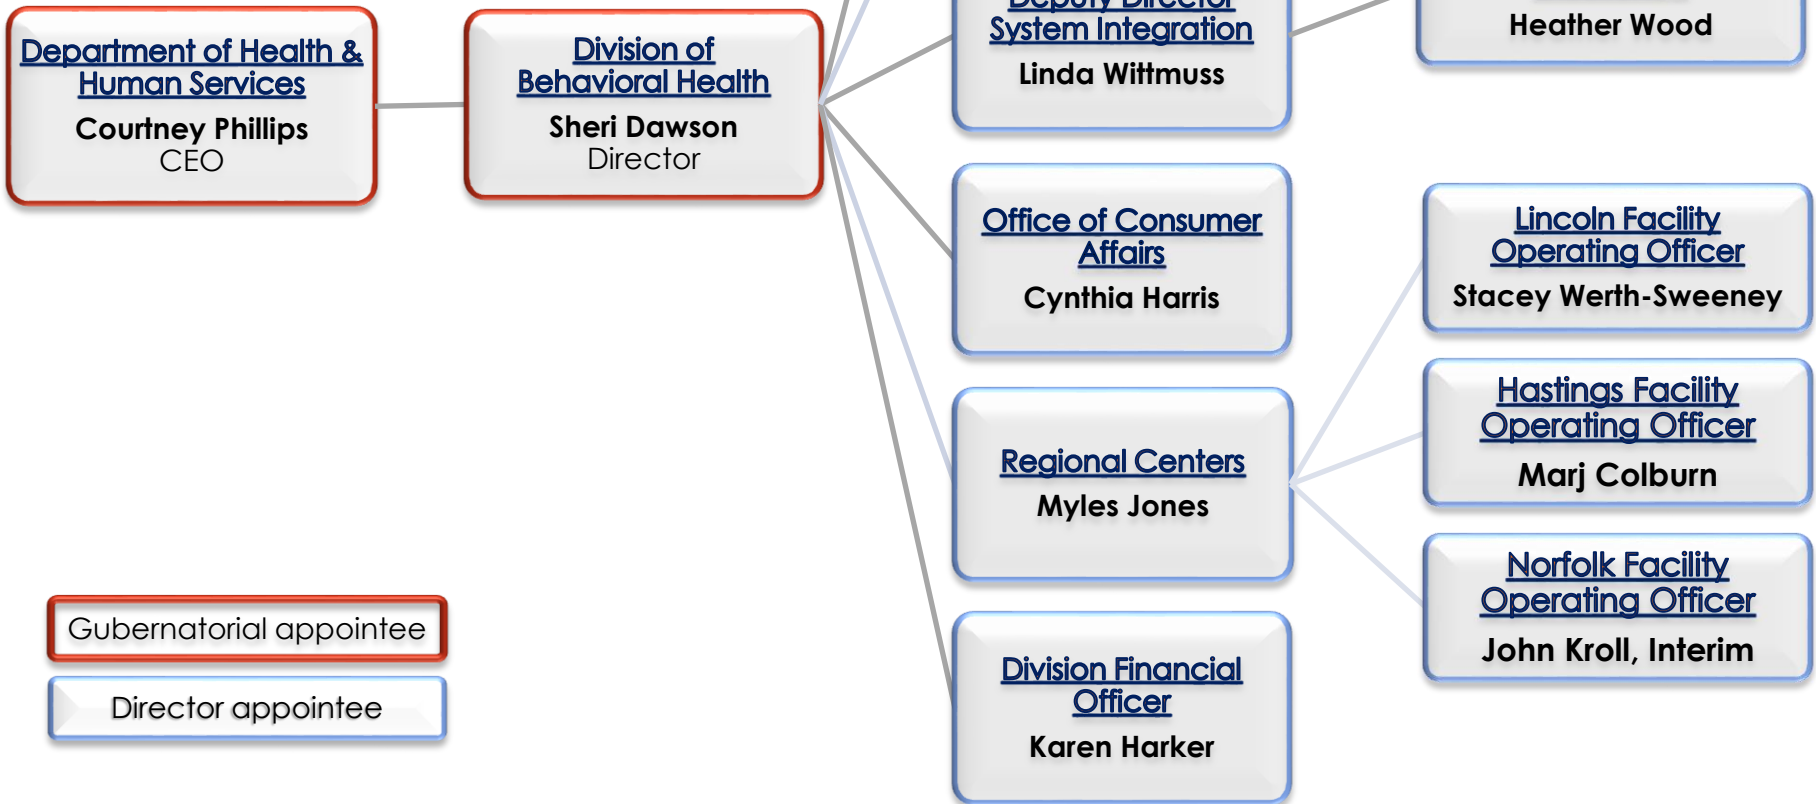 Department of Health &
Human Services
Courtney Phillips
CEO
Division of
Behavioral Health
Sheri Dawson
Director
Deputy Director
System Integration
Linda Wittmuss
Heather Wood
Office of Consumer
Affairs
Cynthia Harris
Regional Centers
Myles Jones
Division Financial
Officer
Karen Harker
Lincoln Facility
Operating Officer
Stacey Werth-Sweeney
Hastings Facility
Operating Officer
Marj Colburn
Norfolk Facility
Operating Officer
John Kroll, Interim
Gubernatorial appointee
Director appointee